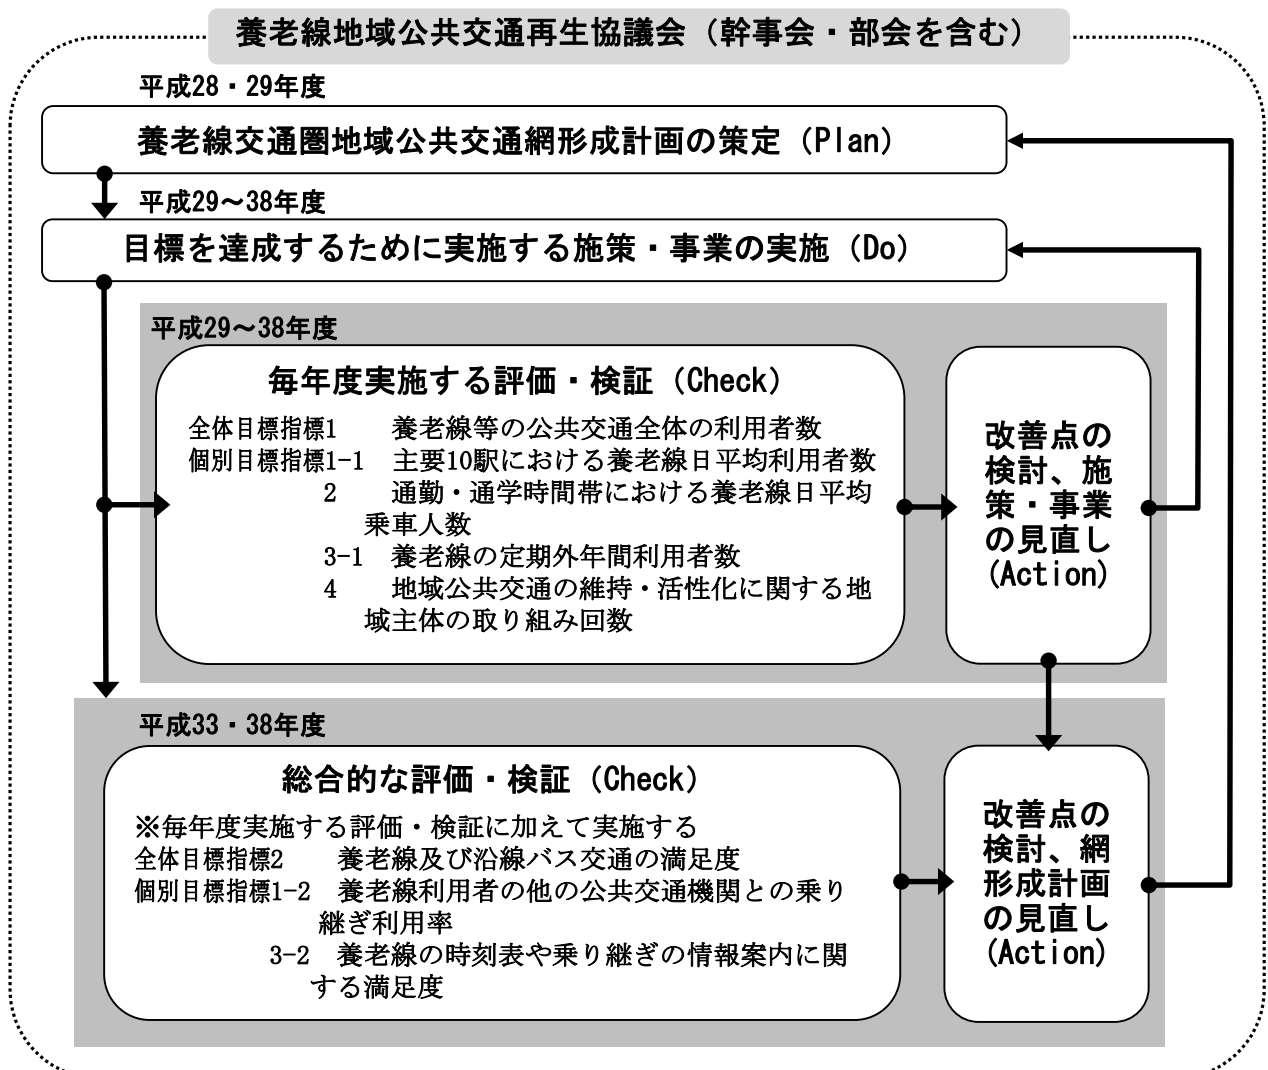 養老線地域公共交通再生協議会（幹事会・部会を含む）
平成28・29年度
養老線交通圏地域公共交通網形成計画の策定（Plan）
平成29～38年度
目標を達成するために実施する施策・事業の実施（Do）
平成29～38年度
毎年度実施する評価・検証（Check）
全体目標指標1　養老線等の公共交通全体の利用者数
個別目標指標1-1　主要10駅における養老線日平均利用者数
2　通勤・通学時間帯における養老線日平均
乗車人数
3-1　養老線の定期外年間利用者数
4　地域公共交通の維持・活性化に関する地
域主体の取り組み回数
改善点の
検討、施
策・事業
の見直し
(Action)
平成33・38年度
総合的な評価・検証（Check）
※毎年度実施する評価・検証に加えて実施する
全体目標指標2　養老線及び沿線バス交通の満足度
個別目標指標1-2　養老線利用者の他の公共交通機関との乗り
継ぎ利用率
3-2　養老線の時刻表や乗り継ぎの情報案内に関
する満足度
改善点の
検討、網
形成計画
の見直し
(Action)